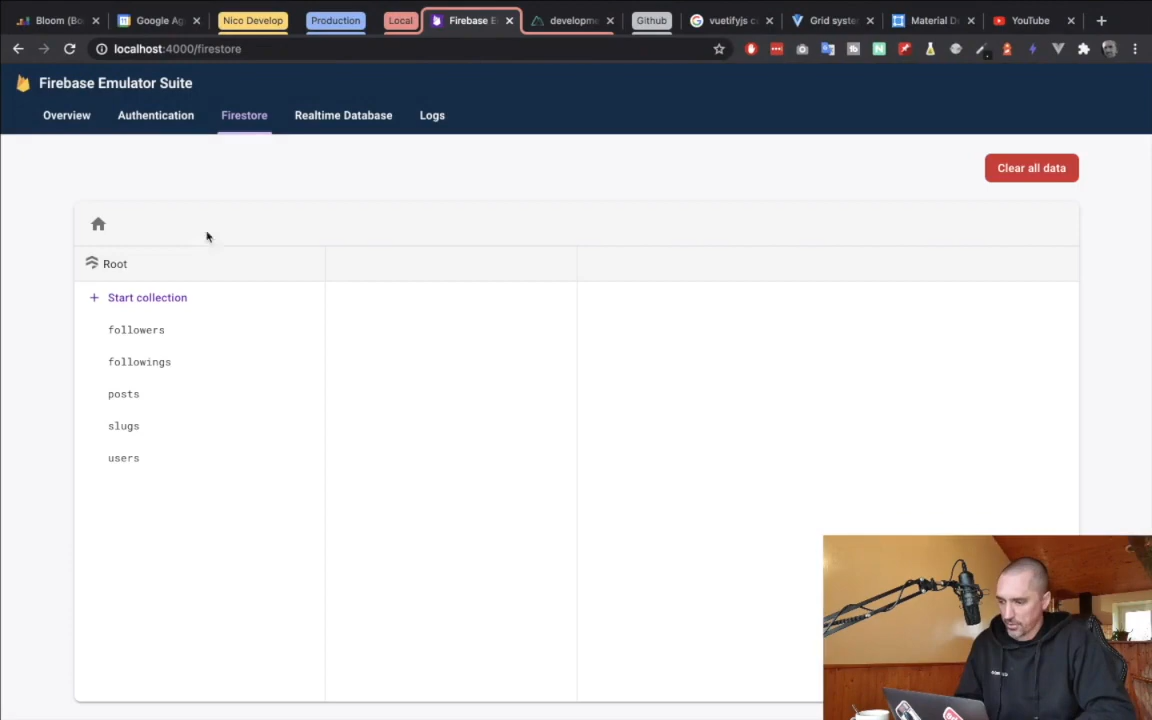 Bloom (Bo
Google Ag
Nico Develop
Production
Local
Firebase E
developme
Github
vuetifyjs c
Grid syste
Material D
YouTube
localhost:4000/firestore
Firebase Emulator Suite
Overview
Authentication
Firestore
Realtime Database
Logs
Clear all data
Root
+ Start collection
followers
followings
posts
slugs
users